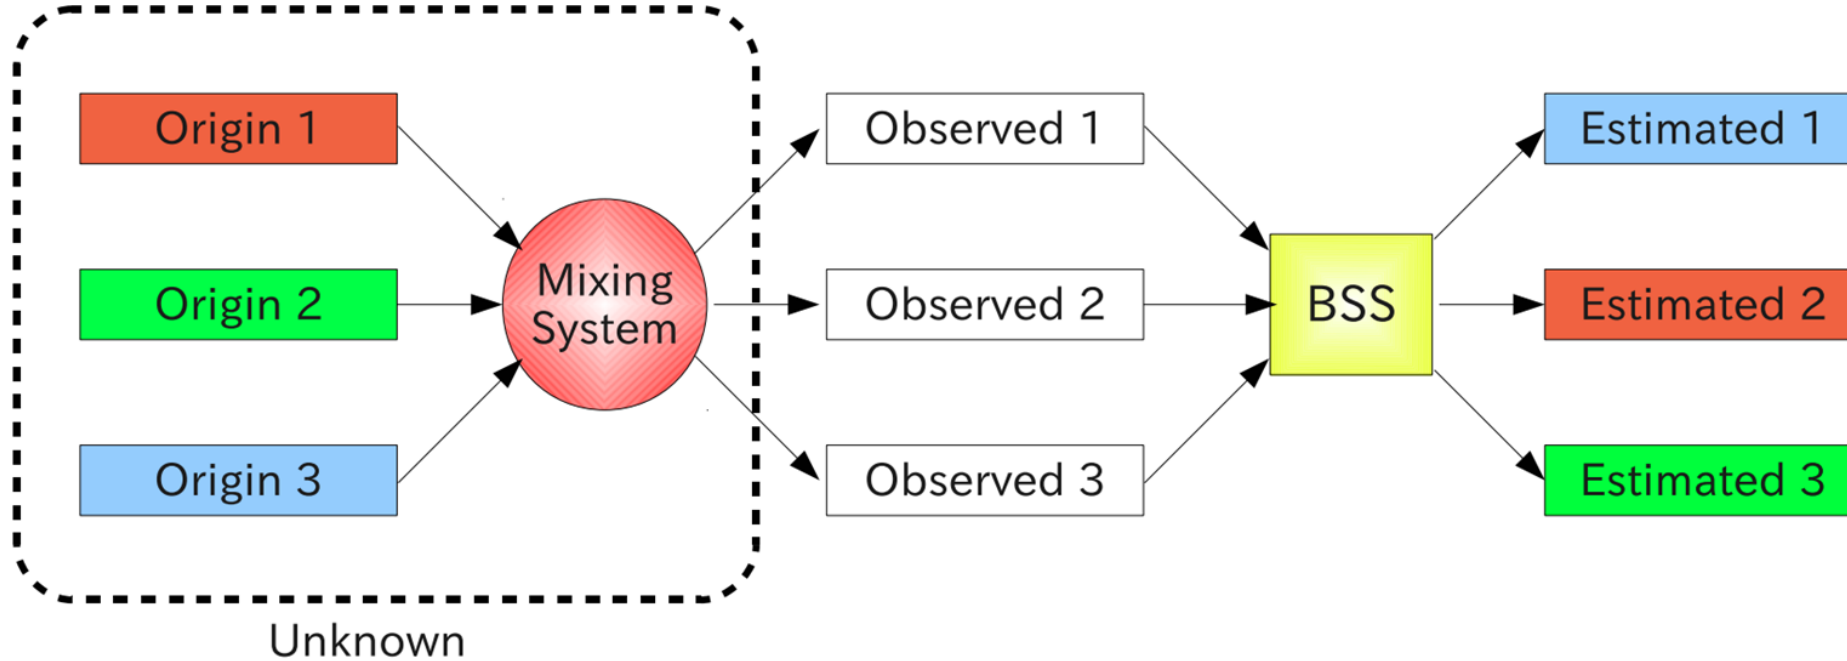 Origin 1
Origin 2
Origin 3
Mixing
System
Unknown
Observed 1
Observed 2
Observed 3
BSS
Estimated 1
Estimated 2
Estimated 3